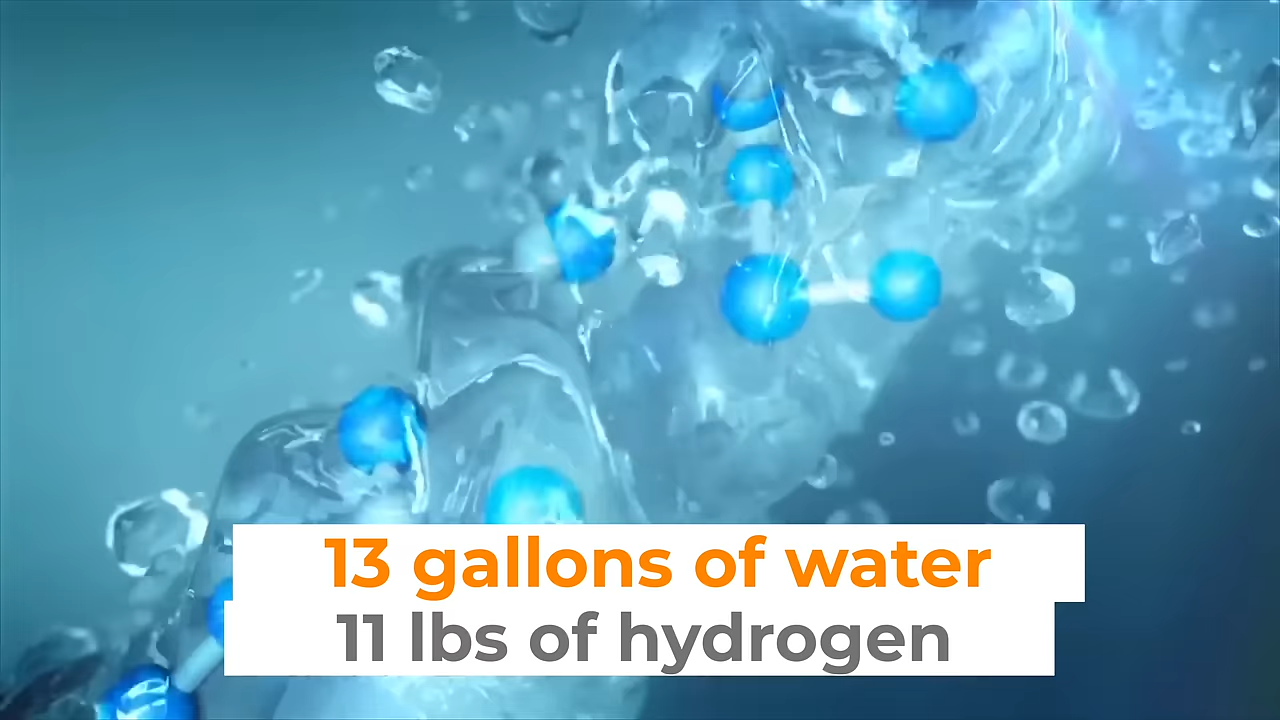 13 gallons of water
11 lbs of hydrogen